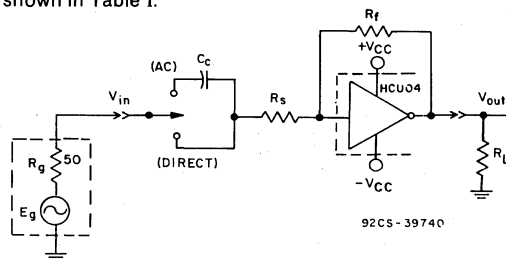 shown in Table I.
Rf
+VCC
(AC)
Cc
HCU04
Vin
Rs
Vout
Rg
50
(DIRECT)
RL
-VCC
Eg
92CS-39740